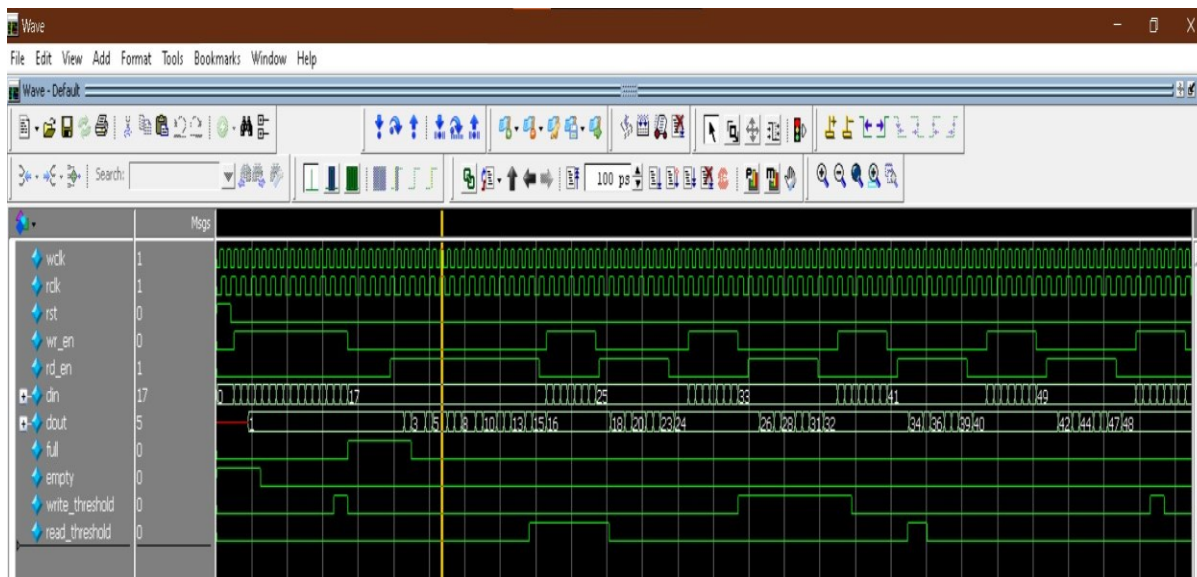 Wave
File Edit View Add Format Tools Bookmarks Window Help
Wave - Default
Search:
100 ps
Msgs
wclk 1
rclk 1
rst 0
wr_en 0
rd_en 1
din 17 0 17 25 33 41 49
dout 5 1 3 5 8 10 13 15 16 18 20 23 24 26 28 31 32 34 36 39 40 42 44 47 48
full 0
empty 0
write_threshold 0
read_threshold 0